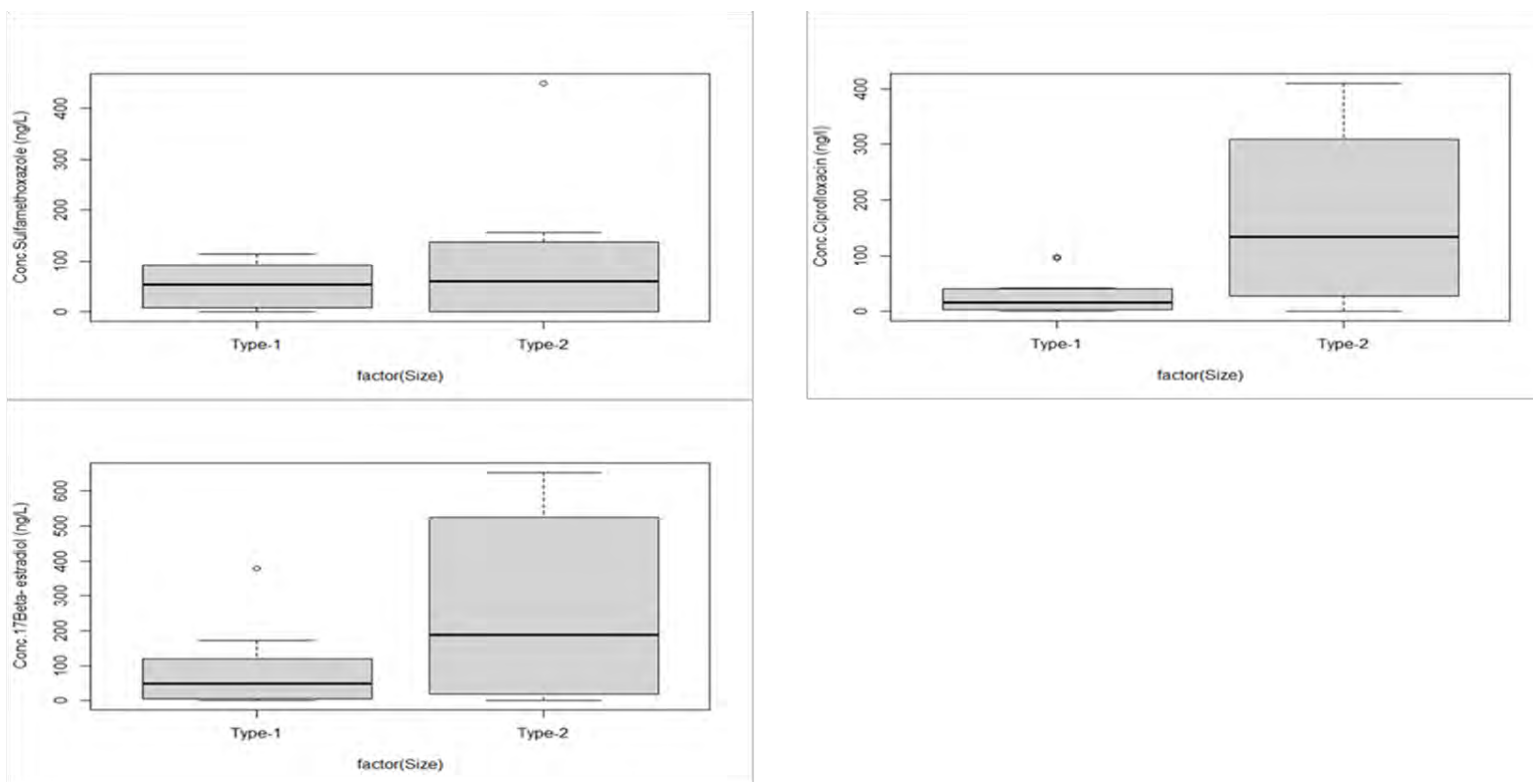 Conc.Sulfamethoxazole (ng/L)
400
300
200
100
0
Type-1 Type-2
factor(Size)
Conc.Ciprofloxacin (ng/l)
400
300
200
100
0
Type-1 Type-2
factor(Size)
Conc.17Beta- estradiol (ng/L)
600
500
400
300
200
100
0
Type-1 Type-2
factor(Size)